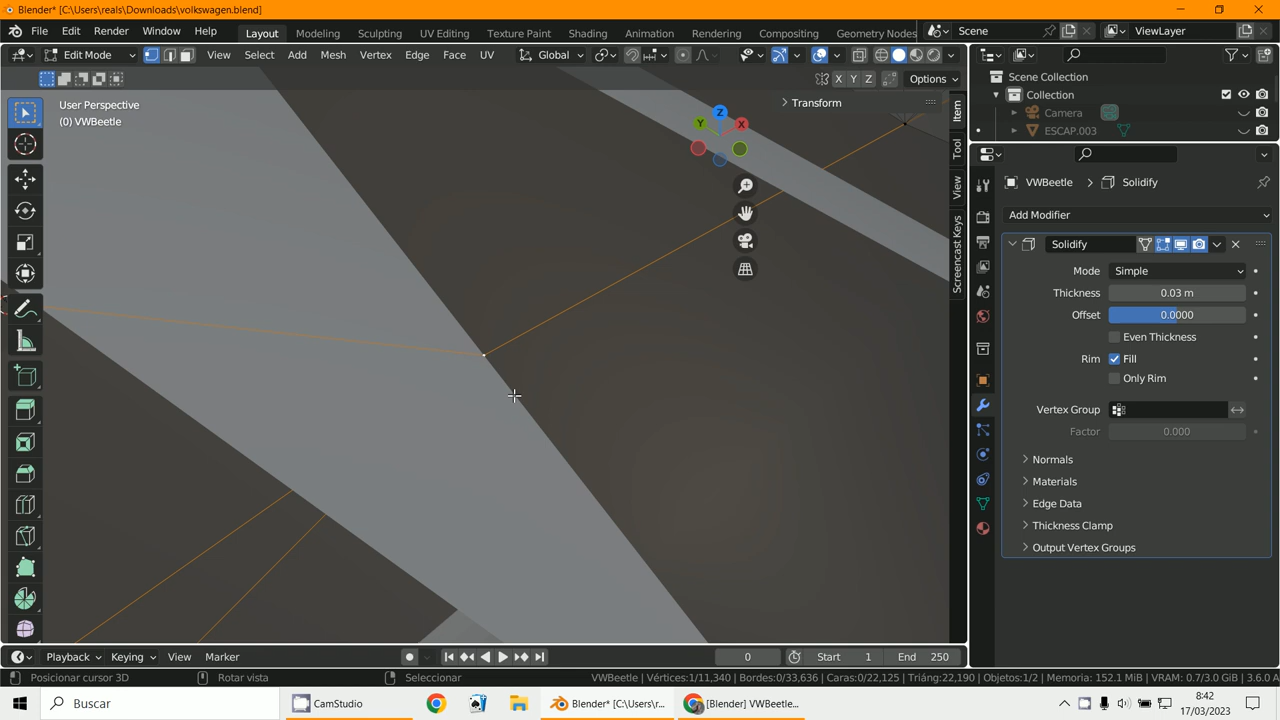 Blender* [C:\Users\reals\Downloads\volkswagen.blend]
File Edit Render Window Help
Layout Modeling Sculpting UV Editing Texture Paint Shading Animation Rendering Compositing Geometry Nodes
Scene
ViewLayer
Edit Mode
View Select Add Mesh Vertex Edge Face UV
Global
X Y Z
Options
User Perspective
(0) VWBeetle
Transform
Z
Y
X
Item
Tool
View
Screencast Keys
Scene Collection
Collection
Camera
ESCAP.003
VWBeetle > Solidify
Add Modifier
Solidify
Mode Simple
Thickness 0.03 m
Offset 0.0000
Even Thickness
Rim Fill
Only Rim
Vertex Group
Factor 0.000
Normals
Materials
Edge Data
Thickness Clamp
Output Vertex Groups
Playback Keying View Marker
0
Start 1
End 250
Posicionar cursor 3D
Rotar vista
Seleccionar
VWBeetle | Vértices:1/11,340 | Bordes:0/33,636 | Caras:0/22,125 | Triáng:22,190 | Objetos:1/2 | Memoria: 152.1 MiB | VRAM: 0.7/3.0 GiB | 3.6.0 A
Buscar
CamStudio
Blender* [C:\Users\r...
[Blender] VWBeetle...
8:42
17/03/2023